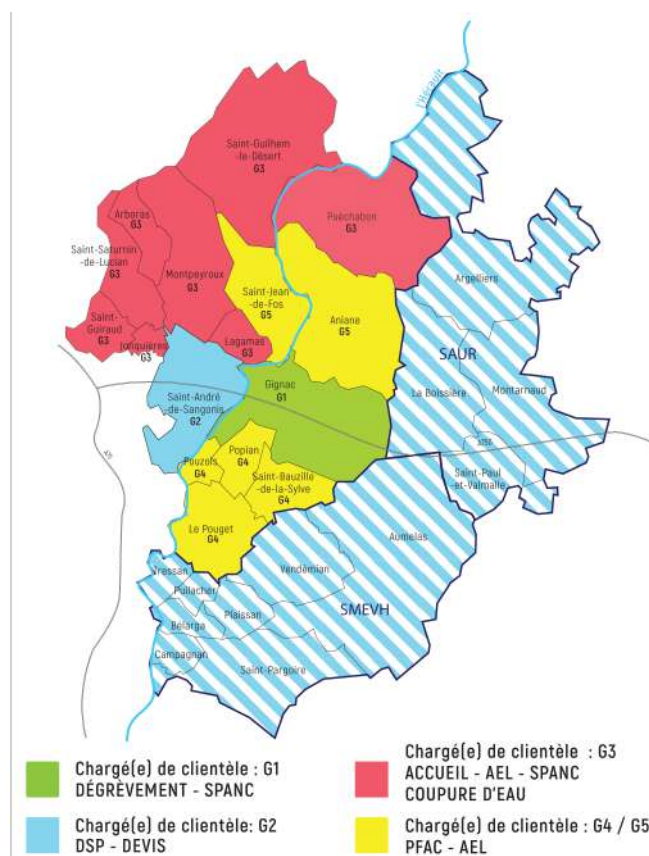 l'Hérault
Saint-Guilhem
-le-Désert
G3
Puéchabon
G3
Arboras
G3
Saint-Saturnin
-de-Lucian
G3
Montpeyroux
G3
Saint-Jean
-de-Fos
G5
Aniane
G5
Argelliers
Saint-
Guiraud
G3
Jonquières
G3
Lagamas
G3
SAUR
Gignac
G1
La Boissière
Montarnaud
Saint-André
-de-Sangonis
G2
A750
A75
Pouzols
G4
Popian
G4
Saint-Bauzille
-de-la-Sylve
G4
Saint-Paul
-et-Valmalle
Le Pouget
G4
Aumelas
Tressan
Vendémian
Puilacher
Plaissan
SMEVH
Bélarga
Campagnan
Saint-Pargoire
Chargé(e) de clientèle : G1
DÉGRÈVEMENT - SPANC
Chargé(e) de clientèle: G2
DSP - DEVIS
Chargé(e) de clientèle : G3
ACCUEIL - AEL - SPANC
COUPURE D'EAU
Chargé(e) de clientèle : G4 / G5
PFAC - AEL